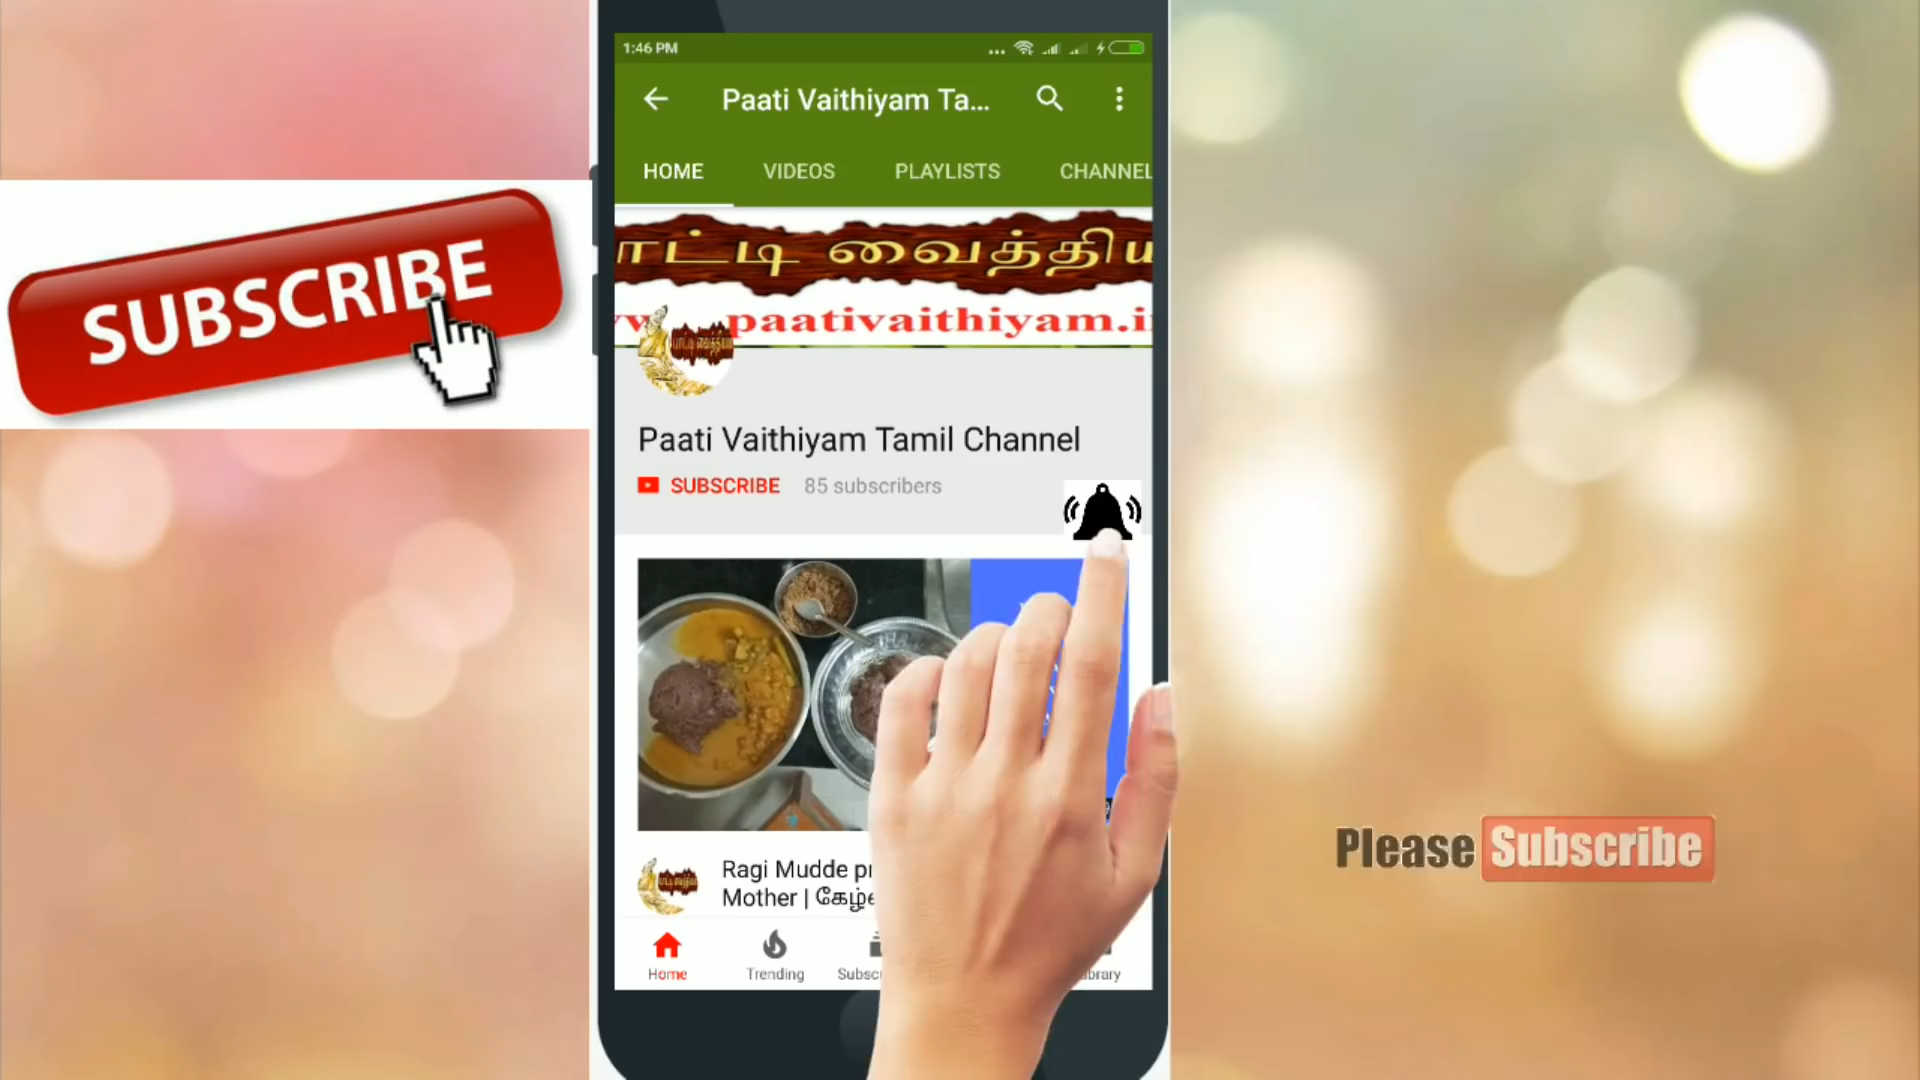 SUBSCRIBE
1:46 PM
Paati Vaithiyam Ta...
HOME VIDEOS PLAYLISTS CHANNEL
ாட்டி வைத்திய
paativaithiyam.i
பாட்டி வைத்திய
Paati Vaithiyam Tamil Channel
SUBSCRIBE 85 subscribers
Ragi Mudde
Mother |
Home Trending
Please Subscribe